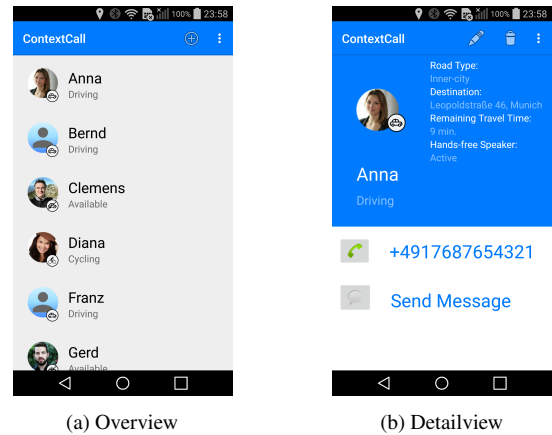 100% 23:58
ContextCall
Anna
Driving
Bernd
Driving
Clemens
Available
Diana
Cycling
Franz
Driving
Gerd
Available
(a) Overview
100% 23:58
ContextCall
Road Type:
Inner-city
Destination:
Leopoldstraße 46, Munich
Remaining Travel Time:
9 min.
Hands-free Speaker:
Active
Anna
Driving
+4917687654321
Send Message
(b) Detailview